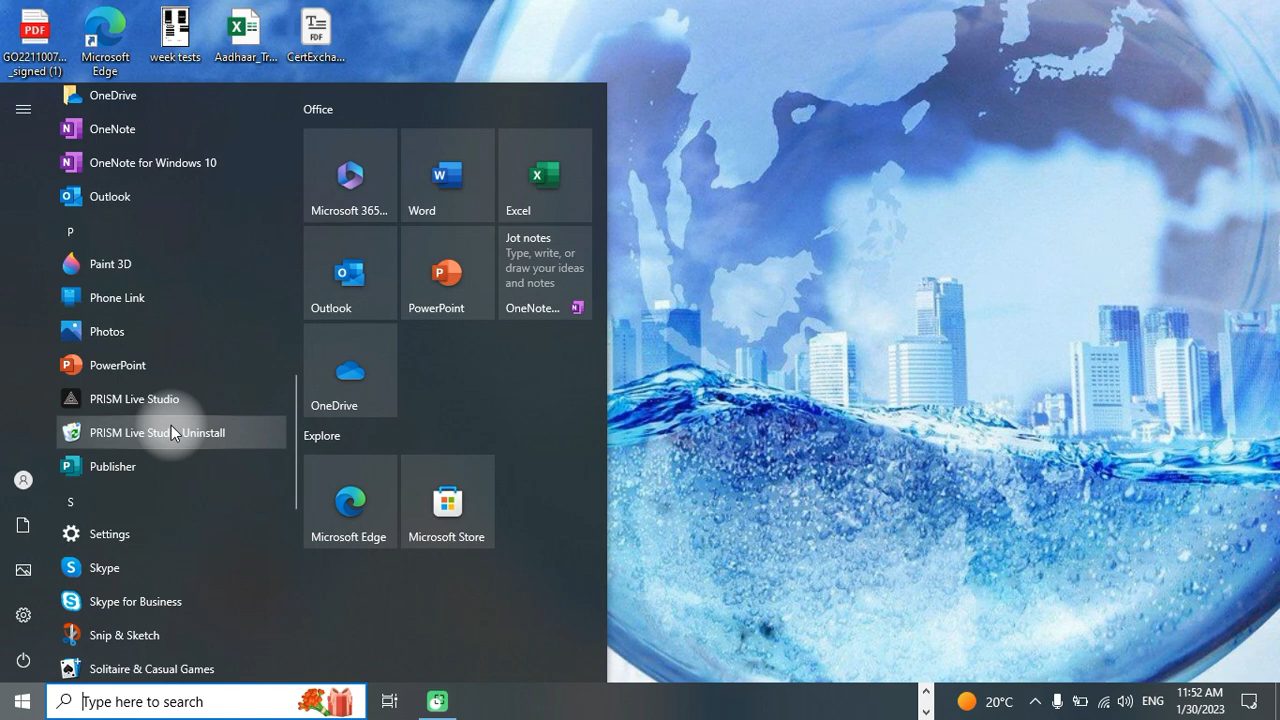 GO2211007...
_signed (1)
Microsoft
Edge
week tests
Aadhaar_Tr...
CertExcha...
OneDrive
OneNote
OneNote for Windows 10
Outlook
P
Paint 3D
Phone Link
Photos
PowerPoint
PRISM Live Studio
PRISM Live Studio Uninstall
Publisher
S
Settings
Skype
Skype for Business
Snip & Sketch
Solitaire & Casual Games
Office
Microsoft 365...
Word
Excel
Outlook
PowerPoint
Jot notes
Type, write, or
draw your ideas
and notes
OneNote...
OneDrive
Explore
Microsoft Edge
Microsoft Store
Type here to search
20°C
ENG
11:52 AM
1/30/2023